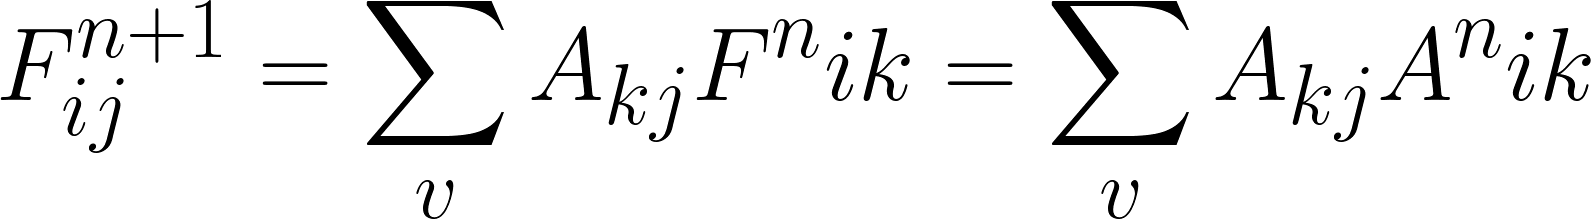 $F_{ij}^{n+1} = \sum_{v} A_{kj} F^{n} ik = \sum_{v} A_{kj} A^{n} ik$